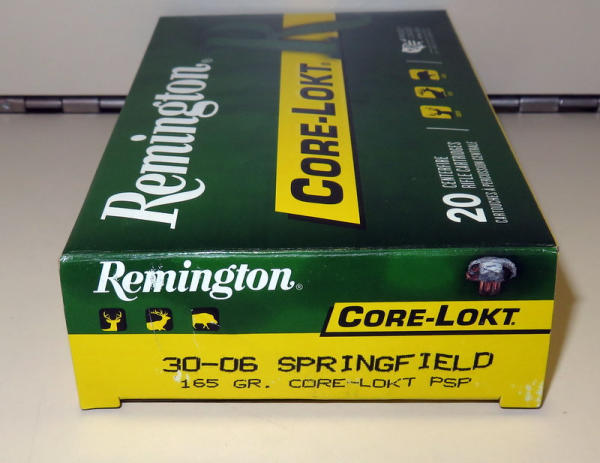 Remington®
CORE-LOKT®
20 CENTERFIRE
RIFLE CARTRIDGES
CARTOUCHES À PERCUSSION CENTRALE
Remington®
CORE-LOKT®
30-06 SPRINGFIELD
165 GR. CORE-LOKT PSP